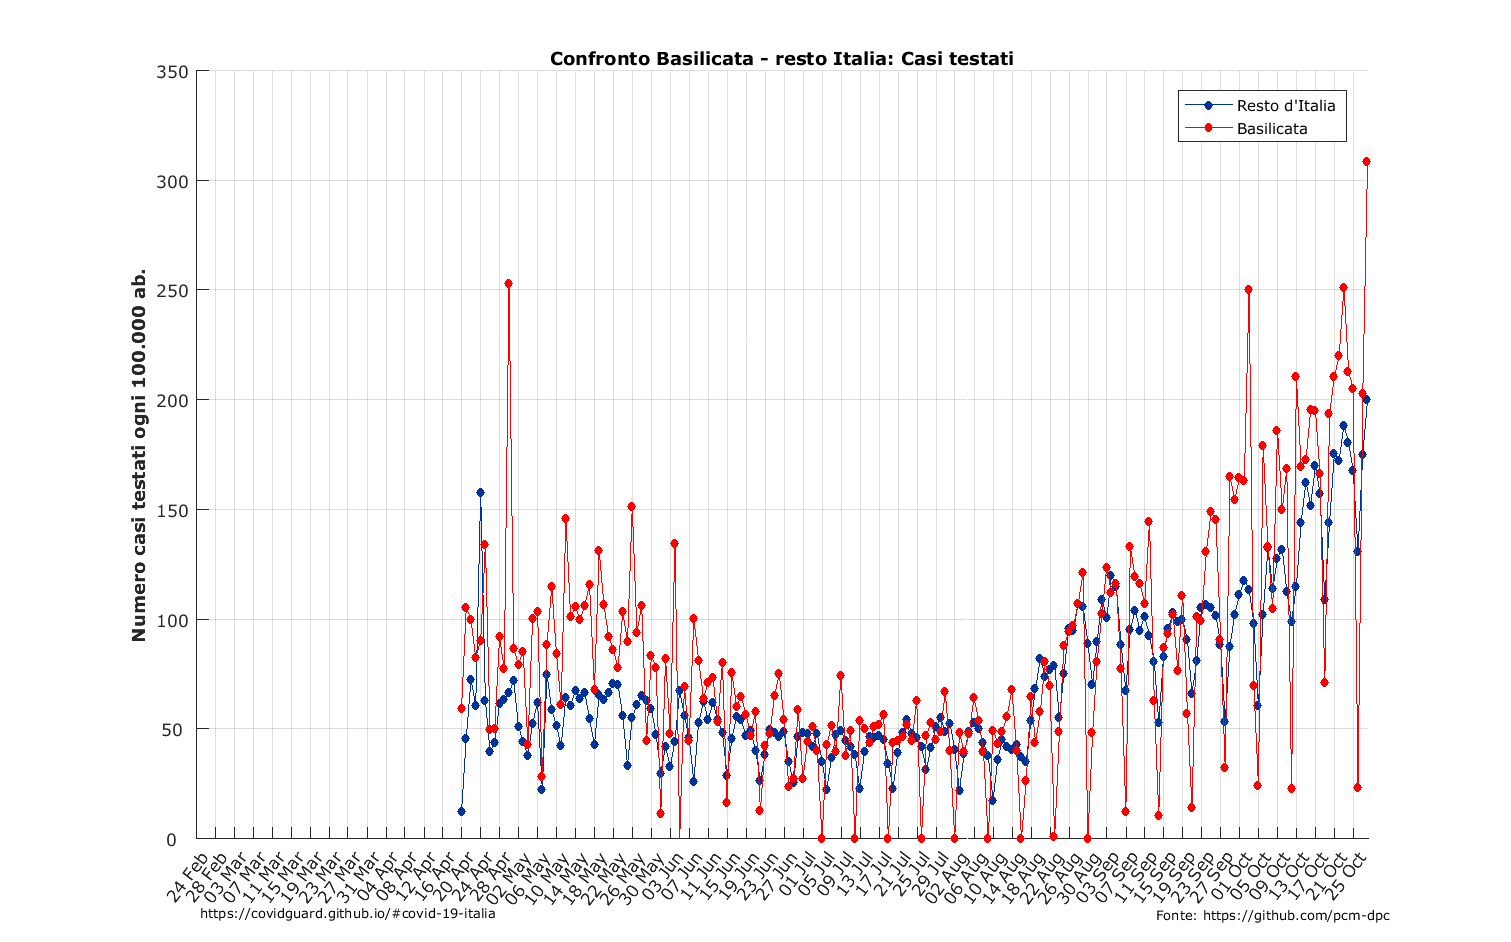 Confronto Basilicata - resto Italia: Casi testati
Resto d'Italia
Basilicata
Numero casi testati ogni 100.000 ab.
350
300
250
200
150
100
50
0
24 Feb
28 Feb
03 Mar
07 Mar
11 Mar
15 Mar
19 Mar
23 Mar
27 Mar
31 Mar
04 Apr
08 Apr
12 Apr
16 Apr
20 Apr
24 Apr
28 Apr
02 May
06 May
10 May
14 May
18 May
22 May
26 May
30 May
03 Jun
07 Jun
11 Jun
15 Jun
19 Jun
23 Jun
27 Jun
01 Jul
05 Jul
09 Jul
13 Jul
17 Jul
21 Jul
25 Jul
29 Jul
02 Aug
06 Aug
10 Aug
14 Aug
18 Aug
22 Aug
26 Aug
30 Aug
03 Sep
07 Sep
11 Sep
15 Sep
19 Sep
23 Sep
27 Sep
01 Oct
05 Oct
09 Oct
13 Oct
17 Oct
21 Oct
25 Oct
https://covidguard.github.io/#covid-19-italia
Fonte: https://github.com/pcm-dpc